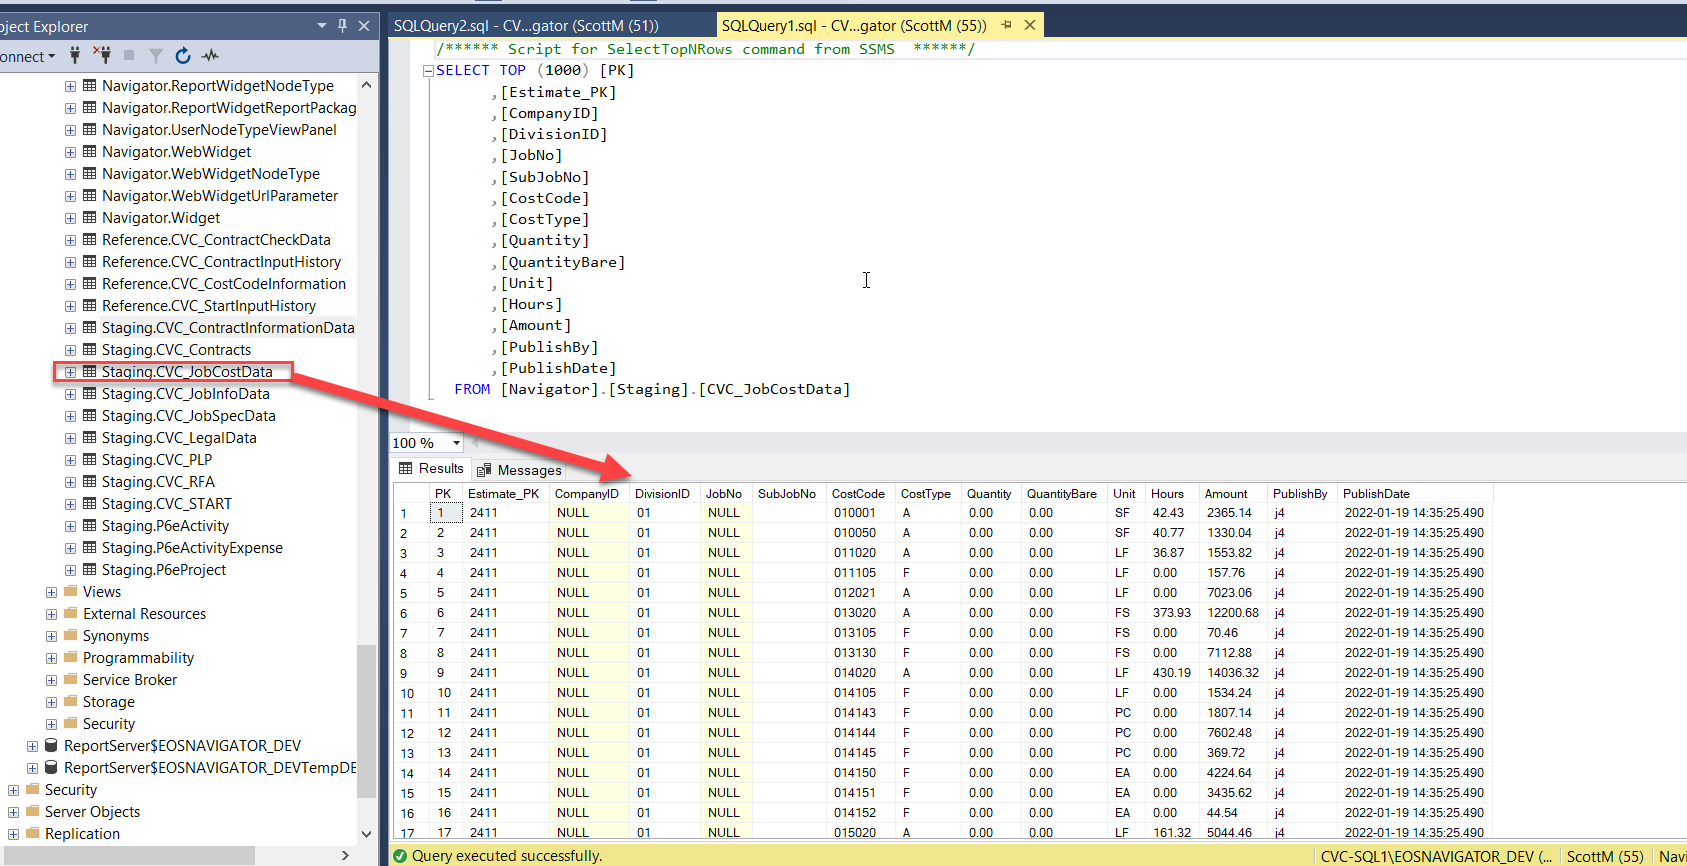 oject Explorer
onnect
Navigator.ReportWidgetNodeType
Navigator.ReportWidgetReportPackag
Navigator.UserNodeTypeViewPanel
Navigator.WebWidget
Navigator.WebWidgetNodeType
Navigator.WebWidgetUrlParameter
Navigator.Widget
Reference.CVC_ContractCheckData
Reference.CVC_ContractInputHistory
Reference.CVC_CostCodeInformation
Reference.CVC_StartInputHistory
Staging.CVC_ContractInformationData
Staging.CVC_Contracts
Staging.CVC_JobCostData
Staging.CVC_JobInfoData
Staging.CVC_JobSpecData
Staging.CVC_LegalData
Staging.CVC_PLP
Staging.CVC_RFA
Staging.CVC_START
Staging.P6eActivity
Staging.P6eActivityExpense
Staging.P6eProject
Views
External Resources
Synonyms
Programmability
Service Broker
Storage
Security
ReportServer$EOSNAVIGATOR_DEV
ReportServer$EOSNAVIGATOR_DEVTempDE
Security
Server Objects
Replication
SQLQuery2.sql - CV...gator (ScottM (51))
SQLQuery1.sql - CV...gator (ScottM (55))
/****** Script for SelectTopNRows command from SSMS ******/
SELECT TOP (1000) [PK]
,[Estimate_PK]
,[CompanyID]
,[DivisionID]
,[JobNo]
,[SubJobNo]
,[CostCode]
,[CostType]
,[Quantity]
,[QuantityBare]
,[Unit]
,[Hours]
,[Amount]
,[PublishBy]
,[PublishDate]
FROM [Navigator].[Staging].[CVC_JobCostData]
100 %
Results Messages
PK Estimate_PK CompanyID DivisionID JobNo SubJobNo CostCode CostType Quantity QuantityBare Unit Hours Amount PublishBy PublishDate
1 1 2411 NULL 01 NULL 010001 A 0.00 0.00 SF 42.43 2365.14 j4 2022-01-19 14:35:25.490
2 2 2411 NULL 01 NULL 010050 A 0.00 0.00 SF 40.77 1330.04 j4 2022-01-19 14:35:25.490
3 3 2411 NULL 01 NULL 011020 A 0.00 0.00 LF 36.87 1553.82 j4 2022-01-19 14:35:25.490
4 4 2411 NULL 01 NULL 011105 F 0.00 0.00 LF 0.00 157.76 j4 2022-01-19 14:35:25.490
5 5 2411 NULL 01 NULL 012021 A 0.00 0.00 LF 0.00 7023.06 j4 2022-01-19 14:35:25.490
6 6 2411 NULL 01 NULL 013020 A 0.00 0.00 FS 373.93 12200.68 j4 2022-01-19 14:35:25.490
7 7 2411 NULL 01 NULL 013105 F 0.00 0.00 FS 0.00 70.46 j4 2022-01-19 14:35:25.490
8 8 2411 NULL 01 NULL 013130 F 0.00 0.00 FS 0.00 7112.88 j4 2022-01-19 14:35:25.490
9 9 2411 NULL 01 NULL 014020 A 0.00 0.00 LF 430.19 14036.32 j4 2022-01-19 14:35:25.490
10 10 2411 NULL 01 NULL 014105 F 0.00 0.00 LF 0.00 1534.24 j4 2022-01-19 14:35:25.490
11 11 2411 NULL 01 NULL 014143 F 0.00 0.00 PC 0.00 1807.14 j4 2022-01-19 14:35:25.490
12 12 2411 NULL 01 NULL 014144 F 0.00 0.00 PC 0.00 7602.48 j4 2022-01-19 14:35:25.490
13 13 2411 NULL 01 NULL 014145 F 0.00 0.00 PC 0.00 369.72 j4 2022-01-19 14:35:25.490
14 14 2411 NULL 01 NULL 014150 F 0.00 0.00 EA 0.00 4224.64 j4 2022-01-19 14:35:25.490
15 15 2411 NULL 01 NULL 014151 F 0.00 0.00 EA 0.00 3435.62 j4 2022-01-19 14:35:25.490
16 16 2411 NULL 01 NULL 014152 F 0.00 0.00 EA 0.00 44.54 j4 2022-01-19 14:35:25.490
17 17 2411 NULL 01 NULL 015020 A 0.00 0.00 LF 161.32 5044.46 j4 2022-01-19 14:35:25.490
Query executed successfully. CVC-SQL1\EOSNAVIGATOR_DEV (... ScottM (55) Navi